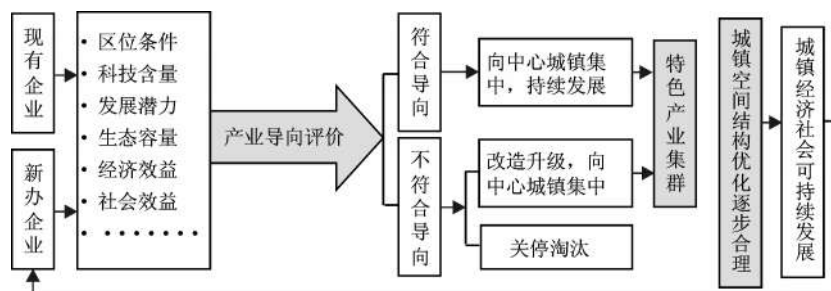 现有企业
新办企业
• 区位条件
• 科技含量
• 发展潜力
• 生态容量
• 经济效益
• 社会效益
• • • • • • • •
产业导向评价
符合导向
不符合导向
向中心城镇集
中，持续发展
改造升级，向
中心城镇集中
关停淘汰
特色产业集群
城镇空间结构优化逐步合理
城镇经济社会可持续发展